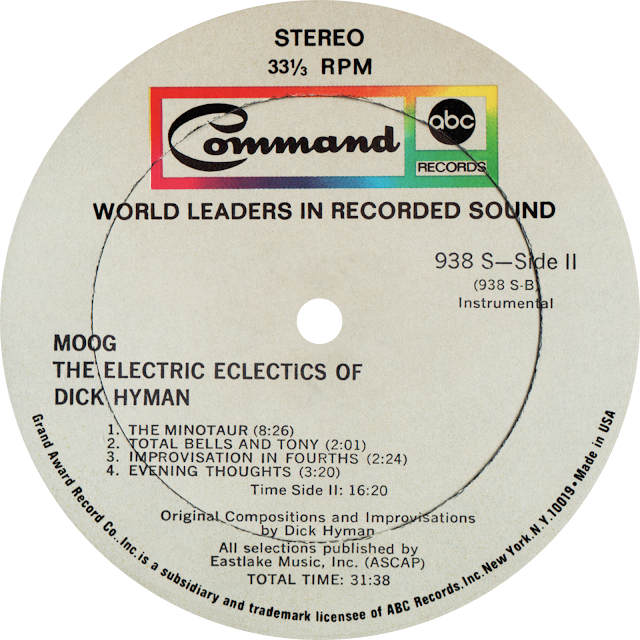 STEREO
33⅓ RPM
Command
abc
RECORDS
WORLD LEADERS IN RECORDED SOUND
938 S—Side II
(938 S-B)
Instrumental
MOOG
THE ELECTRIC ECLECTICS OF
DICK HYMAN
1. THE MINOTAUR (8:26)
2. TOTAL BELLS AND TONY (2:01)
3. IMPROVISATION IN FOURTHS (2:24)
4. EVENING THOUGHTS (3:20)
Time Side II: 16:20
Original Compositions and Improvisations
by Dick Hyman
All selections published by
Eastlake Music, Inc. (ASCAP)
TOTAL TIME: 31:38
Grand Award Record Co., Inc. is a subsidiary and trademark licensee of ABC Records, Inc. New York, N.Y. 10019 • Made in USA